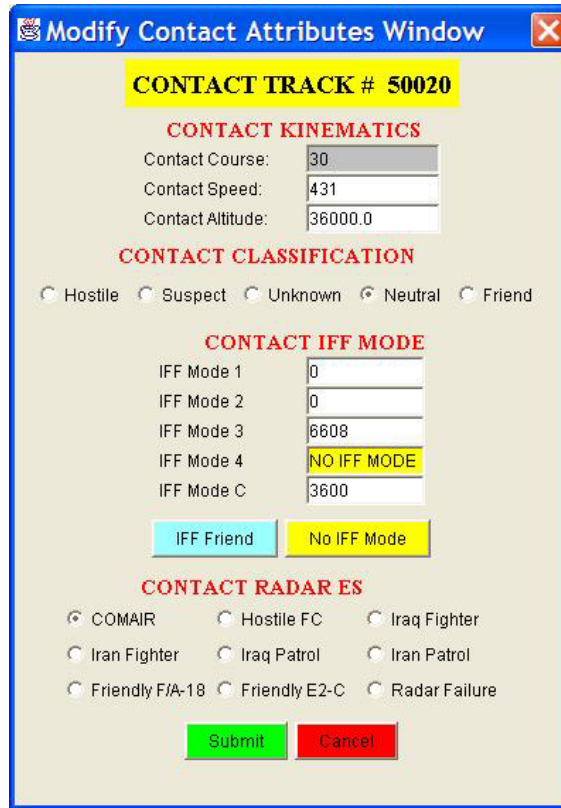 Modify Contact Attributes Window
CONTACT TRACK # 50020
CONTACT KINEMATICS
Contact Course: 30
Contact Speed: 431
Contact Altitude: 36000.0
CONTACT CLASSIFICATION
Hostile Suspect Unknown Neutral Friend
CONTACT IFF MODE
IFF Mode 1 0
IFF Mode 2 0
IFF Mode 3 6608
IFF Mode 4 NO IFF MODE
IFF Mode C 3600
IFF Friend No IFF Mode
CONTACT RADAR ES
COMAIR Hostile FC Iraq Fighter
Iran Fighter Iraq Patrol Iran Patrol
Friendly F/A-18 Friendly E2-C Radar Failure
Submit Cancel